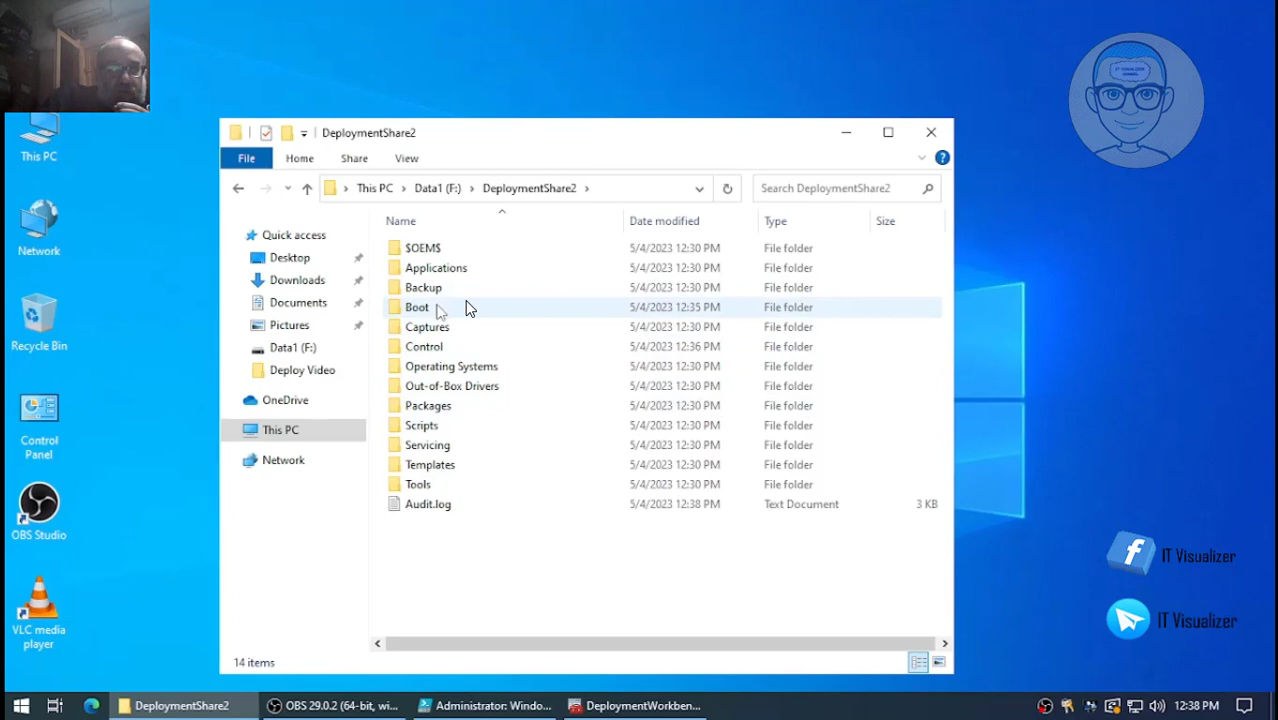 IT VISUALIZER
CHANNEL
This PC
Network
Recycle Bin
Control
Panel
OBS Studio
VLC media
player
DeploymentShare2
File
Home
Share
View
This PC
Data1 (F:)
DeploymentShare2
Search DeploymentShare2
Quick access
Desktop
Downloads
Documents
Pictures
Data1 (F:)
Deploy Video
OneDrive
This PC
Network
Name Date modified Type Size
$OEM$ 5/4/2023 12:30 PM File folder
Applications 5/4/2023 12:30 PM File folder
Backup 5/4/2023 12:30 PM File folder
Boot 5/4/2023 12:35 PM File folder
Captures 5/4/2023 12:30 PM File folder
Control 5/4/2023 12:36 PM File folder
Operating Systems 5/4/2023 12:30 PM File folder
Out-of-Box Drivers 5/4/2023 12:30 PM File folder
Packages 5/4/2023 12:30 PM File folder
Scripts 5/4/2023 12:30 PM File folder
Servicing 5/4/2023 12:30 PM File folder
Templates 5/4/2023 12:30 PM File folder
Tools 5/4/2023 12:30 PM File folder
Audit.log 5/4/2023 12:38 PM Text Document 3 KB
14 items
IT Visualizer
IT Visualizer
DeploymentShare2
OBS 29.0.2 (64-bit, wi...
Administrator: Windo...
DeploymentWorkben...
12:38 PM